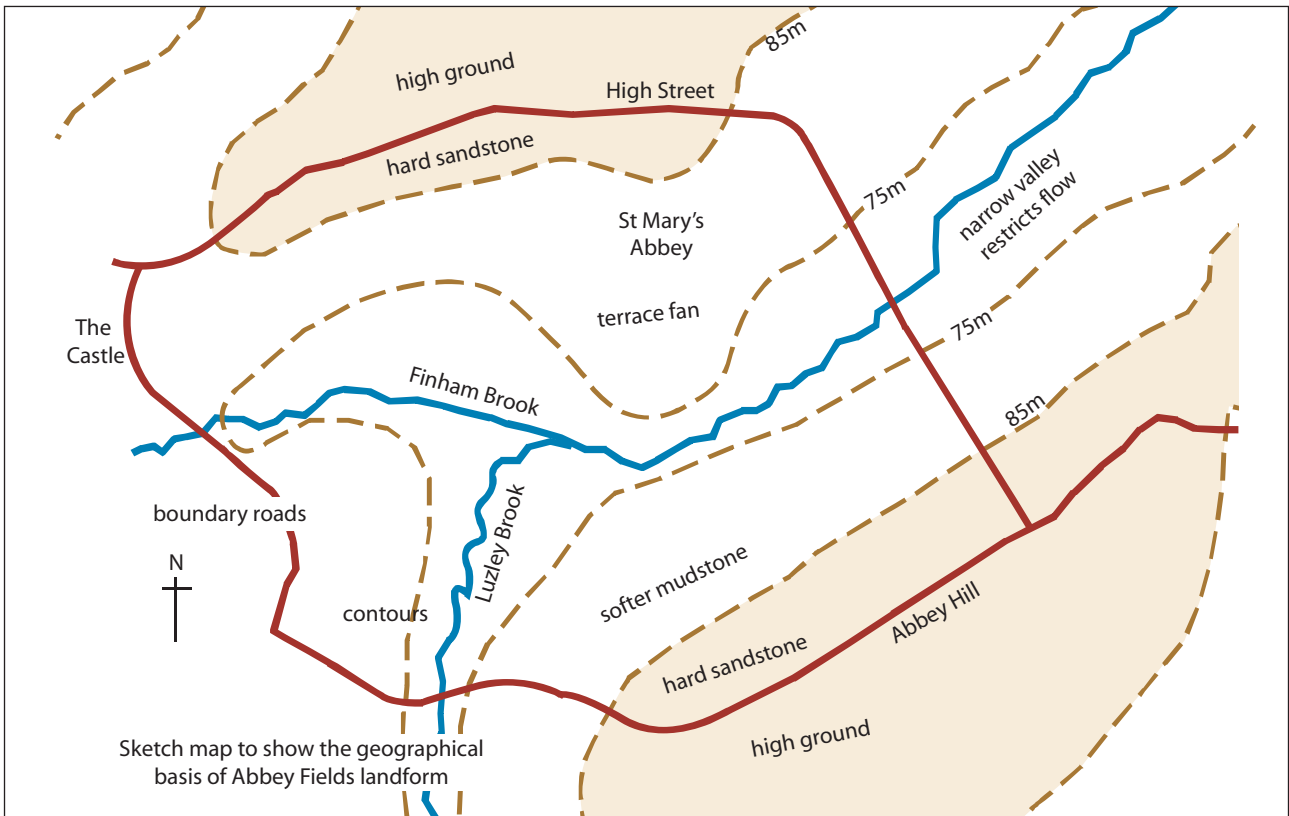 85m
high ground
High Street
hard sandstone
75m
narrow valley
restricts flow
St Mary's
Abbey
terrace fan
The
Castle
75m
Finham Brook
85m
boundary roads
Luzley Brook
N
softer mudstone
contours
Abbey Hill
hard sandstone
high ground
Sketch map to show the geographical
basis of Abbey Fields landform